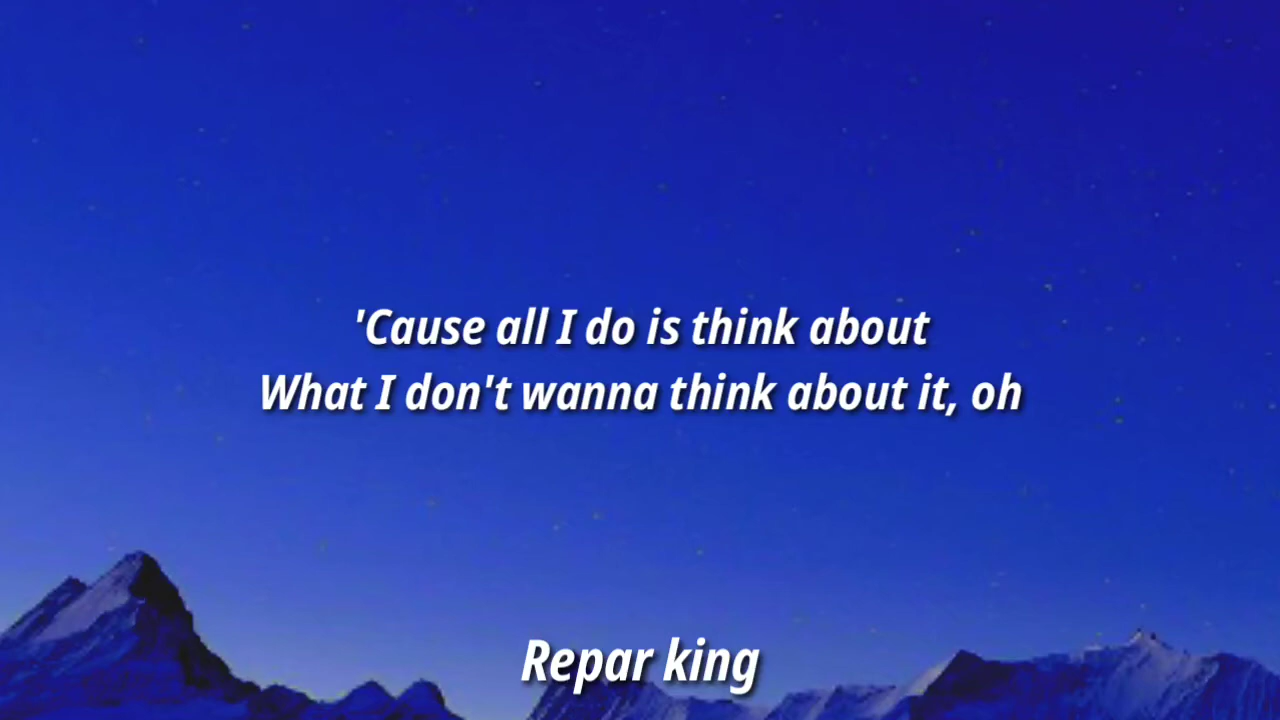 'Cause all I do is think about
What I don't wanna think about it, oh
Repar king